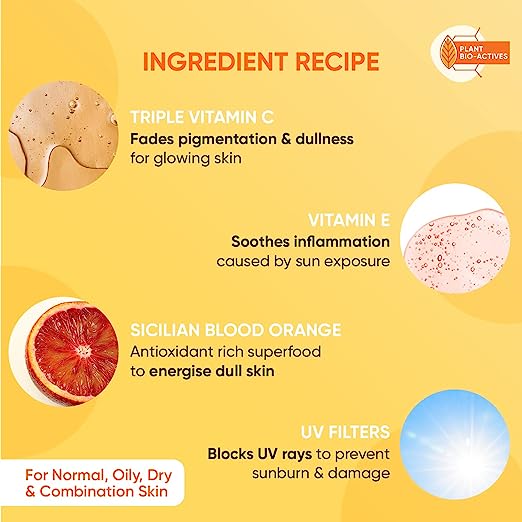 PLANT
BIO-ACTIVES
INGREDIENT RECIPE
TRIPLE VITAMIN C
Fades pigmentation & dullness
for glowing skin
VITAMIN E
Soothes inflammation
caused by sun exposure
SICILIAN BLOOD ORANGE
Antioxidant rich superfood
to energise dull skin
UV FILTERS
Blocks UV rays to prevent
sunburn & damage
For Normal, Oily, Dry
& Combination Skin